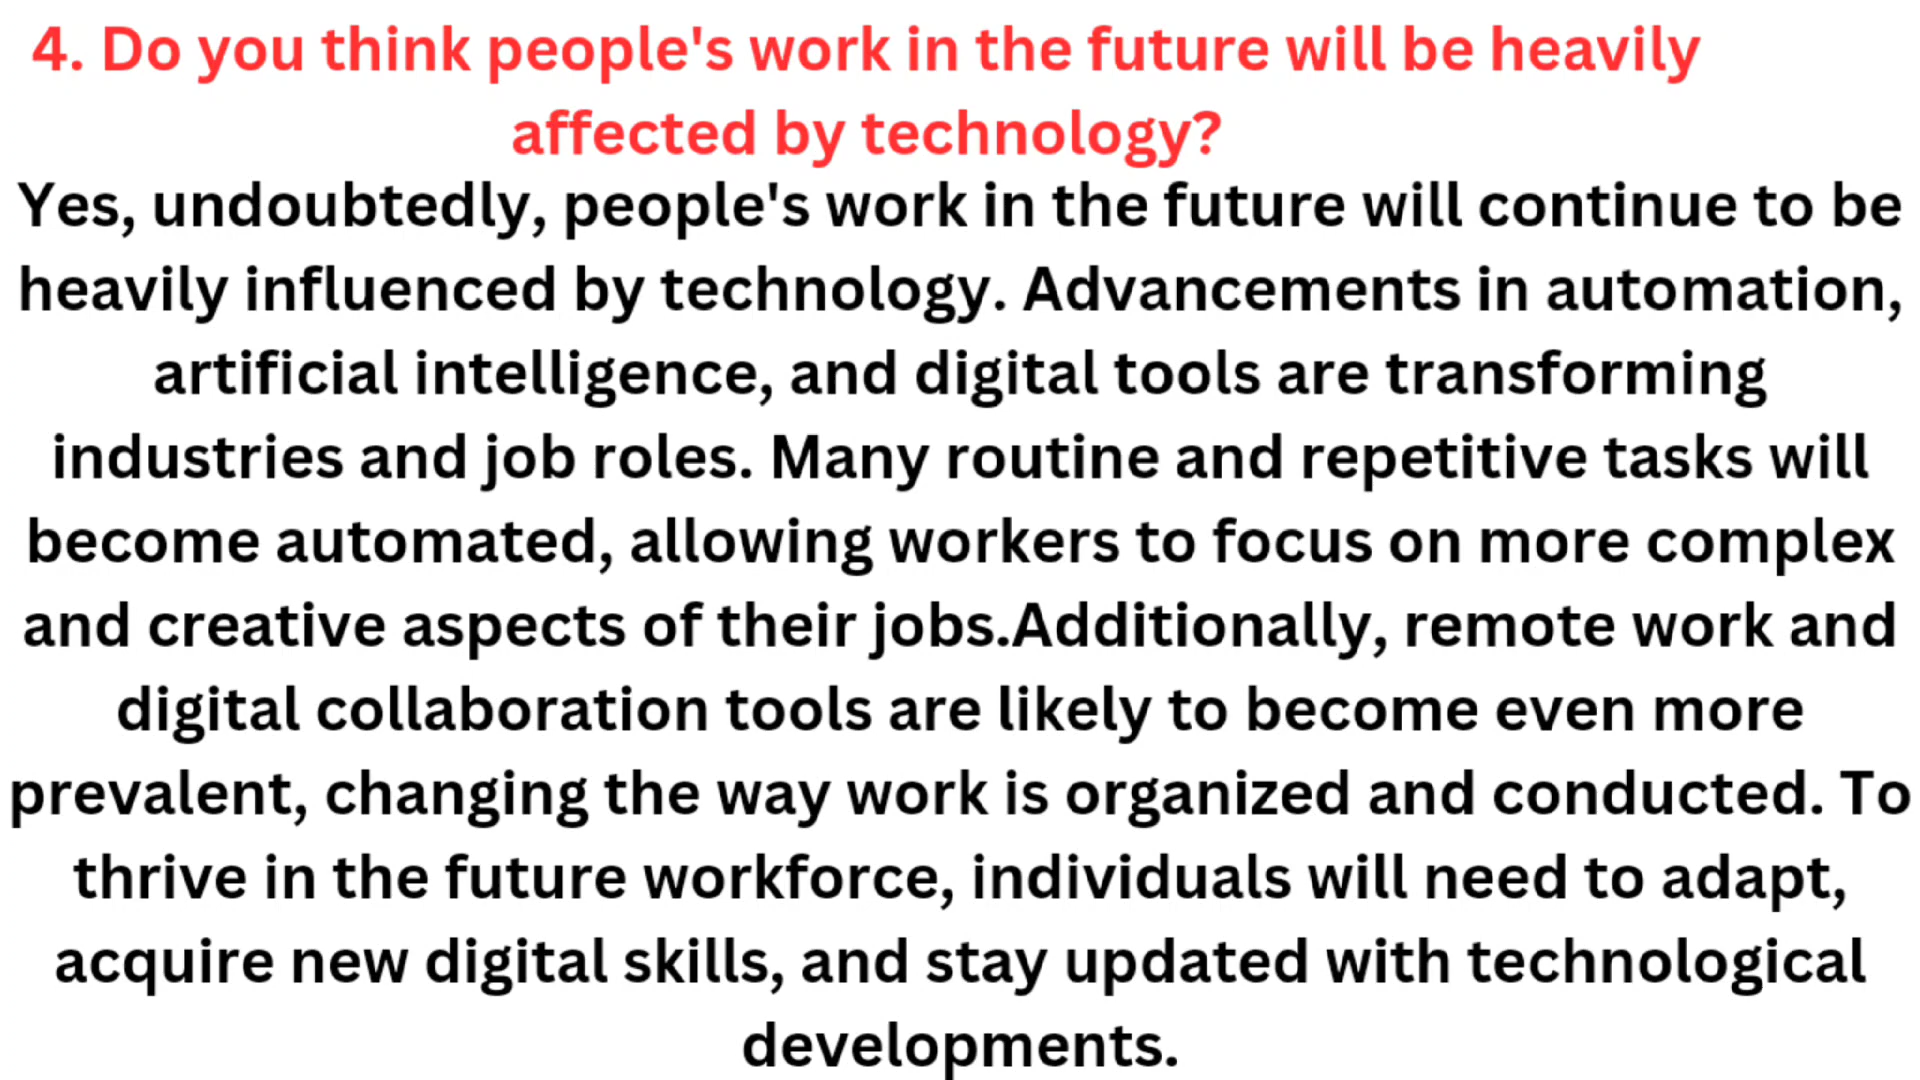 4. Do you think people's work in the future will be heavily
affected by technology?
Yes, undoubtedly, people's work in the future will continue to be
heavily influenced by technology. Advancements in automation,
artificial intelligence, and digital tools are transforming
industries and job roles. Many routine and repetitive tasks will
become automated, allowing workers to focus on more complex
and creative aspects of their jobs.Additionally, remote work and
digital collaboration tools are likely to become even more
prevalent, changing the way work is organized and conducted. To
thrive in the future workforce, individuals will need to adapt,
acquire new digital skills, and stay updated with technological
developments.